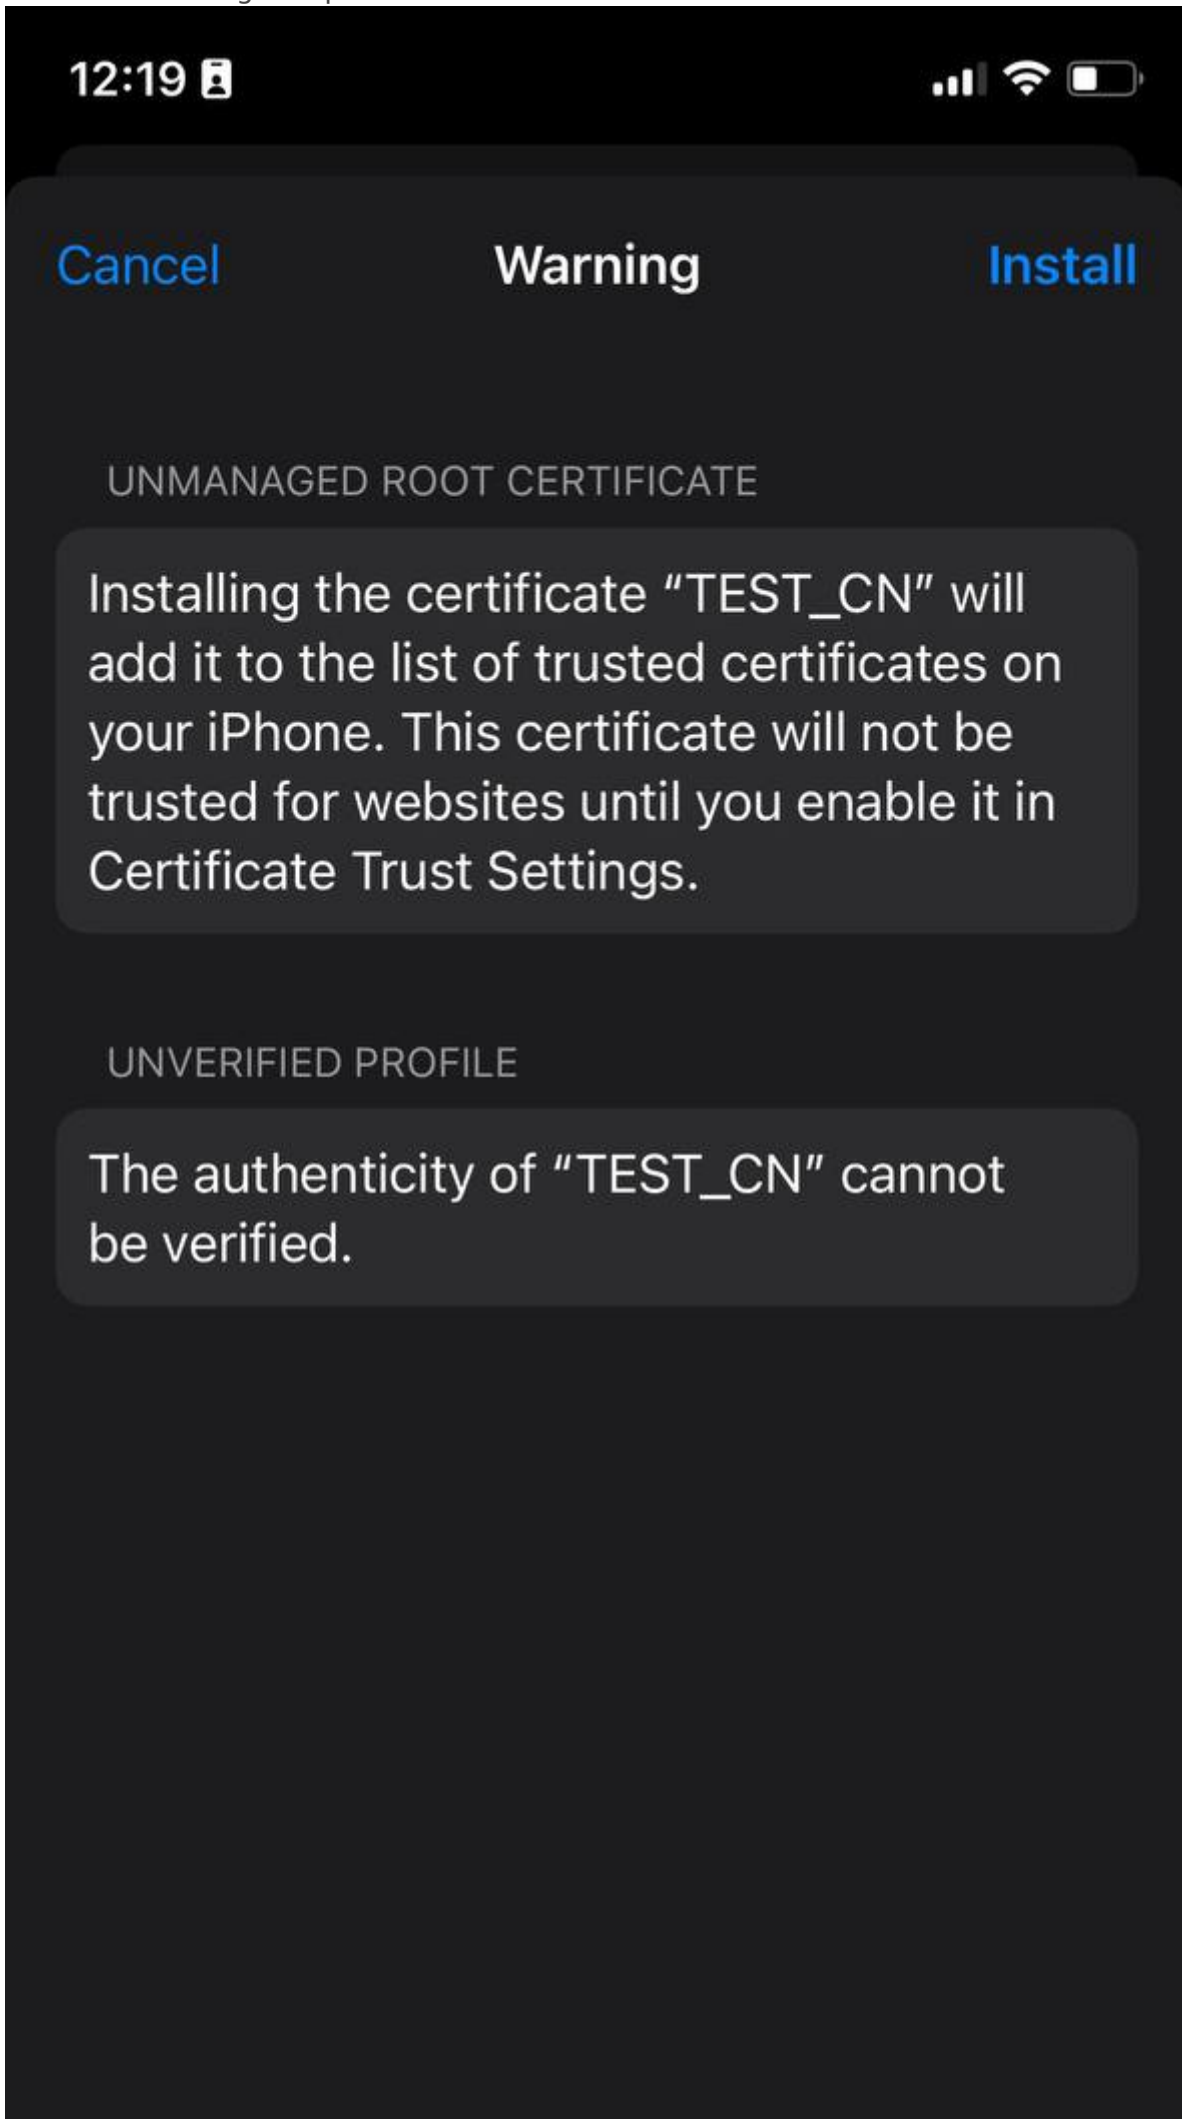 12:19
Cancel Warning Install
UNMANAGED ROOT CERTIFICATE
Installing the certificate “TEST_CN” will
add it to the list of trusted certificates on
your iPhone. This certificate will not be
trusted for websites until you enable it in
Certificate Trust Settings.
UNVERIFIED PROFILE
The authenticity of “TEST_CN” cannot
be verified.